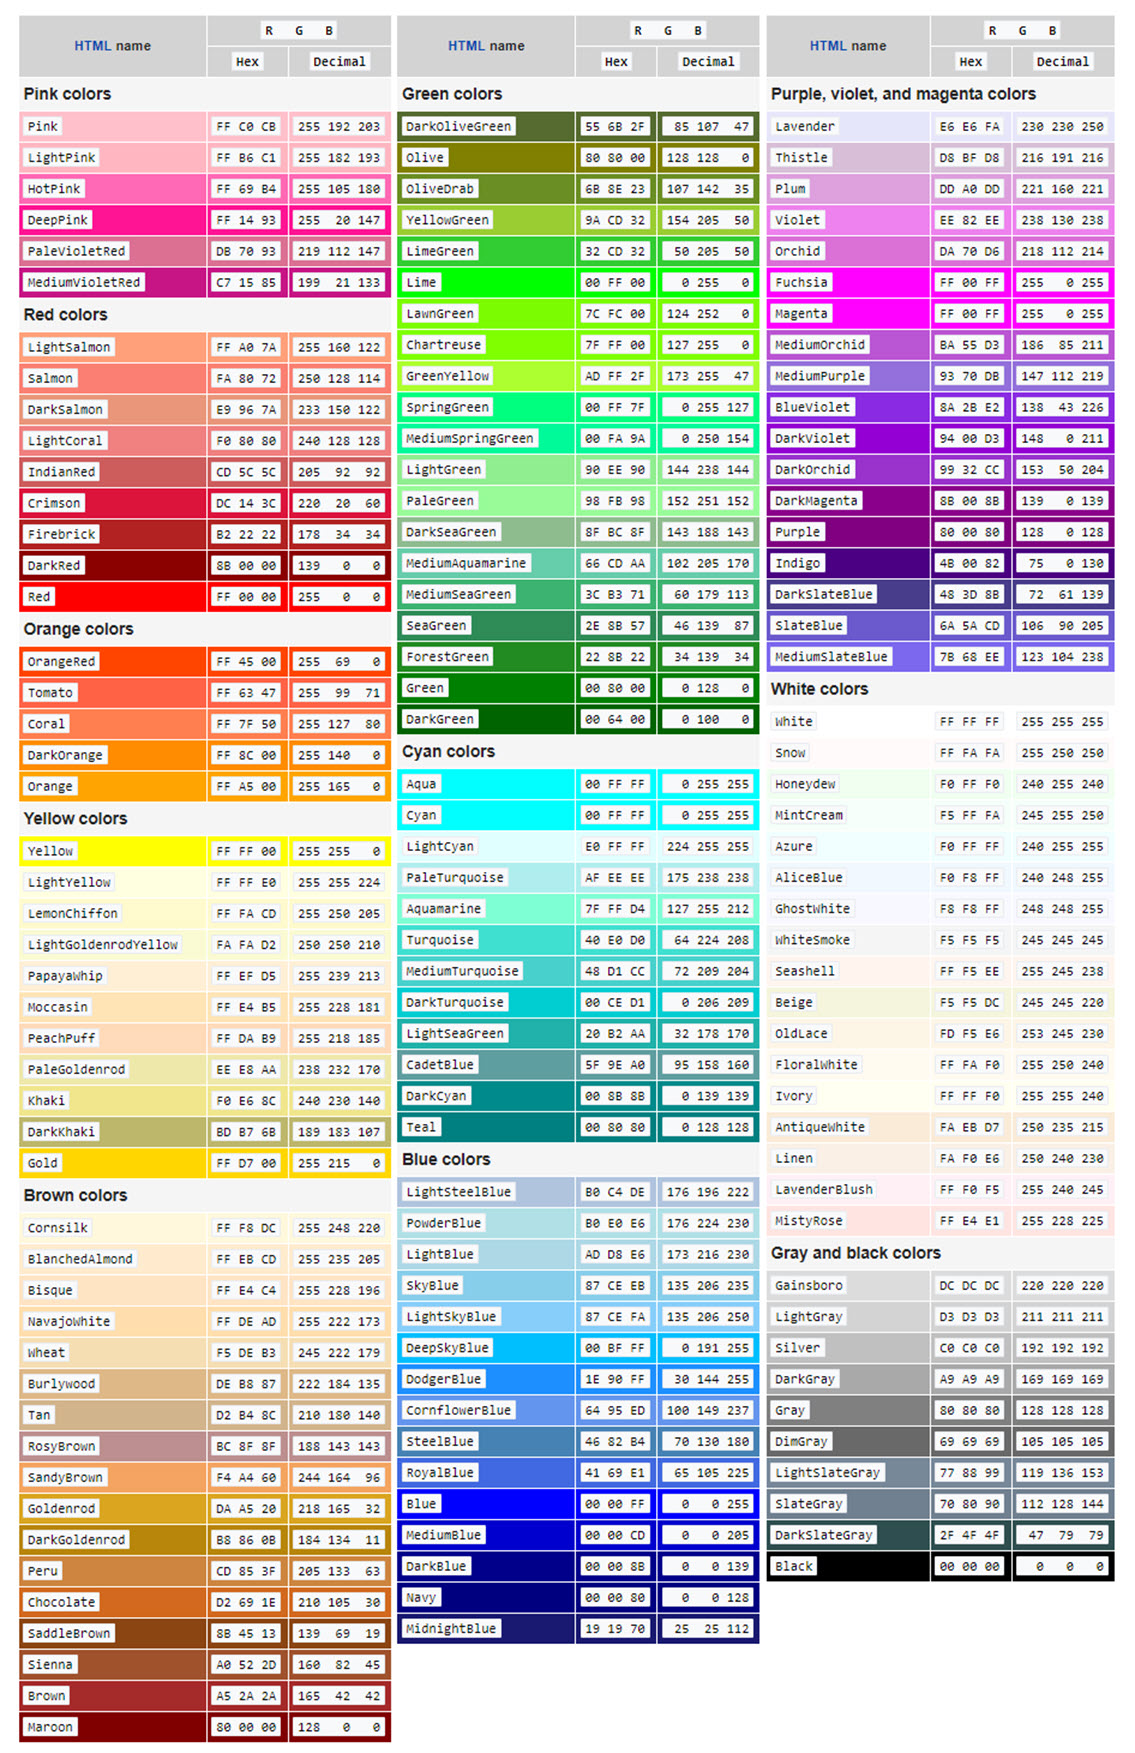 HTML name
R G B
Hex Decimal
Pink colors
Pink FF C0 CB 255 192 203
LightPink FF B6 C1 255 182 193
HotPink FF 69 B4 255 105 180
DeepPink FF 14 93 255 20 147
PaleVioletRed DB 70 93 219 112 147
MediumVioletRed C7 15 85 199 21 133
Red colors
LightSalmon FF A0 7A 255 160 122
Salmon FA 80 72 250 128 114
DarkSalmon E9 96 7A 233 150 122
LightCoral F0 80 80 240 128 128
IndianRed CD 5C 5C 205 92 92
Crimson DC 14 3C 220 20 60
Firebrick B2 22 22 178 34 34
DarkRed 8B 00 00 139 0 0
Red FF 00 00 255 0 0
Orange colors
OrangeRed FF 45 00 255 69 0
Tomato FF 63 47 255 99 71
Coral FF 7F 50 255 127 80
DarkOrange FF 8C 00 255 140 0
Orange FF A5 00 255 165 0
Yellow colors
Yellow FF FF 00 255 255 0
LightYellow FF FF E0 255 255 224
LemonChiffon FF FA CD 255 250 205
LightGoldenrodYellow FA FA D2 250 250 210
PapayaWhip FF EF D5 255 239 213
Moccasin FF E4 B5 255 228 181
PeachPuff FF DA B9 255 218 185
PaleGoldenrod EE E8 AA 238 232 170
Khaki F0 E6 8C 240 230 140
DarkKhaki BD B7 6B 189 183 107
Gold FF D7 00 255 215 0
Brown colors
Cornsilk FF F8 DC 255 248 220
BlanchedAlmond FF EB CD 255 235 205
Bisque FF E4 C4 255 228 196
NavajoWhite FF DE AD 255 222 173
Wheat F5 DE B3 245 222 179
Burlywood DE B8 87 222 184 135
Tan D2 B4 8C 210 180 140
RosyBrown BC 8F 8F 188 143 143
SandyBrown F4 A4 60 244 164 96
Goldenrod DA A5 20 218 165 32
DarkGoldenrod B8 86 0B 184 134 11
Peru CD 85 3F 205 133 63
Chocolate D2 69 1E 210 105 30
SaddleBrown 8B 45 13 139 69 19
Sienna A0 52 2D 160 82 45
Brown A5 2A 2A 165 42 42
Maroon 80 00 00 128 0 0
HTML name
R G B
Hex Decimal
Green colors
DarkOliveGreen 55 6B 2F 85 107 47
Olive 80 80 00 128 128 0
OliveDrab 6B 8E 23 107 142 35
YellowGreen 9A CD 32 154 205 50
LimeGreen 32 CD 32 50 205 50
Lime 00 FF 00 0 255 0
LawnGreen 7C FC 00 124 252 0
Chartreuse 7F FF 00 127 255 0
GreenYellow AD FF 2F 173 255 47
SpringGreen 00 FF 7F 0 255 127
MediumSpringGreen 00 FA 9A 0 250 154
LightGreen 90 EE 90 144 238 144
PaleGreen 98 FB 98 152 251 152
DarkSeaGreen 8F BC 8F 143 188 143
MediumAquamarine 66 CD AA 102 205 170
MediumSeaGreen 3C B3 71 60 179 113
SeaGreen 2E 8B 57 46 139 87
ForestGreen 22 8B 22 34 139 34
Green 00 80 00 0 128 0
DarkGreen 00 64 00 0 100 0
Cyan colors
Aqua 00 FF FF 0 255 255
Cyan 00 FF FF 0 255 255
LightCyan E0 FF FF 224 255 255
PaleTurquoise AF EE EE 175 238 238
Aquamarine 7F FF D4 127 255 212
Turquoise 40 E0 D0 64 224 208
MediumTurquoise 48 D1 CC 72 209 204
DarkTurquoise 00 CE D1 0 206 209
LightSeaGreen 20 B2 AA 32 178 170
CadetBlue 5F 9E A0 95 158 160
DarkCyan 00 8B 8B 0 139 139
Teal 00 80 80 0 128 128
Blue colors
LightSteelBlue B0 C4 DE 176 196 222
PowderBlue B0 E0 E6 176 224 230
LightBlue AD D8 E6 173 216 230
SkyBlue 87 CE EB 135 206 235
LightSkyBlue 87 CE FA 135 206 250
DeepSkyBlue 00 BF FF 0 191 255
DodgerBlue 1E 90 FF 30 144 255
CornflowerBlue 64 95 ED 100 149 237
SteelBlue 46 82 B4 70 130 180
RoyalBlue 41 69 E1 65 105 225
Blue 00 00 FF 0 0 255
MediumBlue 00 00 CD 0 0 205
DarkBlue 00 00 8B 0 0 139
Navy 00 00 80 0 0 128
MidnightBlue 19 19 70 25 25 112
HTML name
R G B
Hex Decimal
Purple, violet, and magenta colors
Lavender E6 E6 FA 230 230 250
Thistle D8 BF D8 216 191 216
Plum DD A0 DD 221 160 221
Violet EE 82 EE 238 130 238
Orchid DA 70 D6 218 112 214
Fuchsia FF 00 FF 255 0 255
Magenta FF 00 FF 255 0 255
MediumOrchid BA 55 D3 186 85 211
MediumPurple 93 70 DB 147 112 219
BlueViolet 8A 2B E2 138 43 226
DarkViolet 94 00 D3 148 0 211
DarkOrchid 99 32 CC 153 50 204
DarkMagenta 8B 00 8B 139 0 139
Purple 80 00 80 128 0 128
Indigo 4B 00 82 75 0 130
DarkSlateBlue 48 3D 8B 72 61 139
SlateBlue 6A 5A CD 106 90 205
MediumSlateBlue 7B 68 EE 123 104 238
White colors
White FF FF FF 255 255 255
Snow FF FA FA 255 250 250
Honeydew F0 FF F0 240 255 240
MintCream F5 FF FA 245 255 250
Azure F0 FF FF 240 255 255
AliceBlue F0 F8 FF 240 248 255
GhostWhite F8 F8 FF 248 248 255
WhiteSmoke F5 F5 F5 245 245 245
Seashell FF F5 EE 255 245 238
Beige F5 F5 DC 245 245 220
OldLace FD F5 E6 253 245 230
FloralWhite FF FA F0 255 250 240
Ivory FF FF F0 255 255 240
AntiqueWhite FA EB D7 250 235 215
Linen FA F0 E6 250 240 230
LavenderBlush FF F0 F5 255 240 245
MistyRose FF E4 E1 255 228 225
Gray and black colors
Gainsboro DC DC DC 220 220 220
LightGray D3 D3 D3 211 211 211
Silver C0 C0 C0 192 192 192
DarkGray A9 A9 A9 169 169 169
Gray 80 80 80 128 128 128
DimGray 69 69 69 105 105 105
LightSlateGray 77 88 99 119 136 153
SlateGray 70 80 90 112 128 144
DarkSlateGray 2F 4F 4F 47 79 79
Black 00 00 00 0 0 0